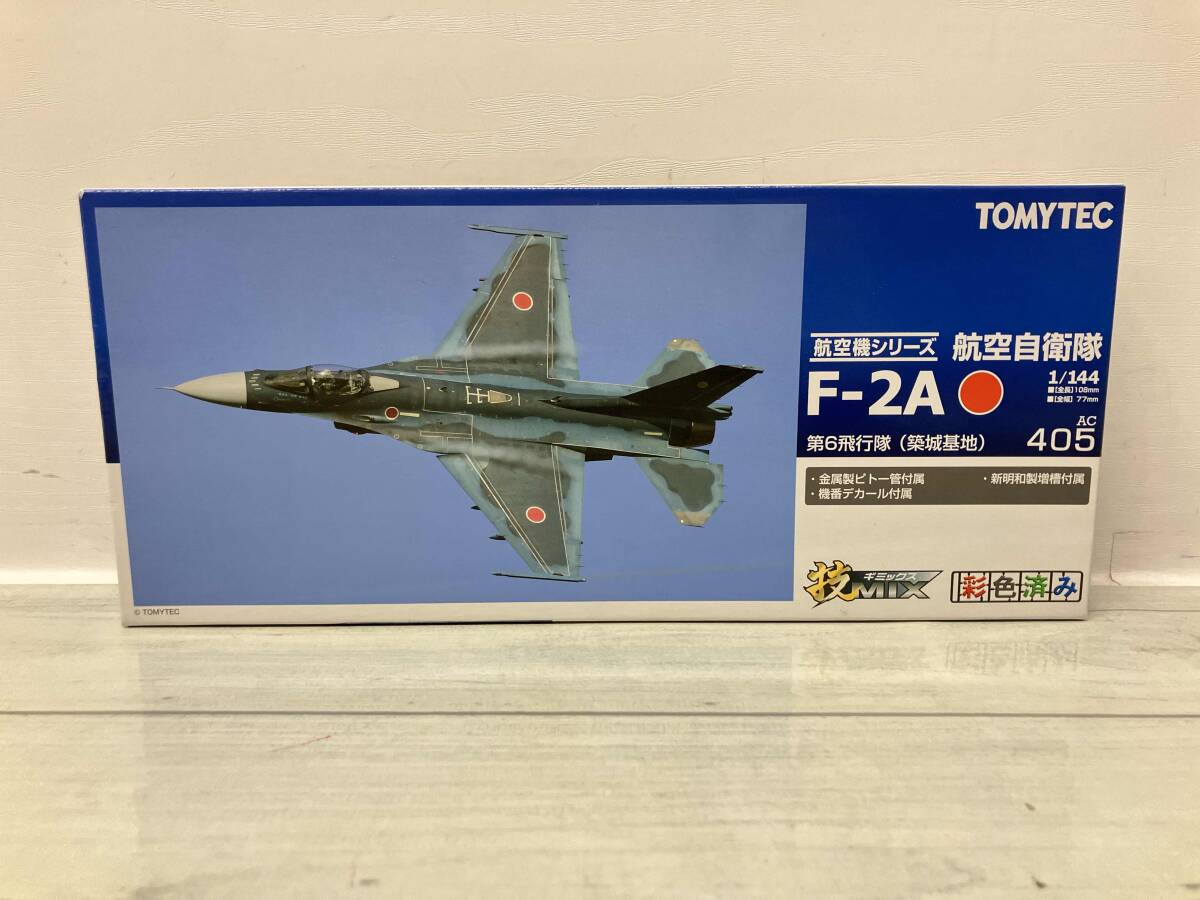 TOMYTEC
航空機シリーズ 航空自衛隊
F-2A
1/144
■[全長]108mm
■[全幅]77mm
AC
405
第6飛行隊（築城基地）
・金属製ピトー管付属 ・新明和製増槽付属
・機番デカール付属
技MIX
ギミックス
彩色済み
© TOMYTEC